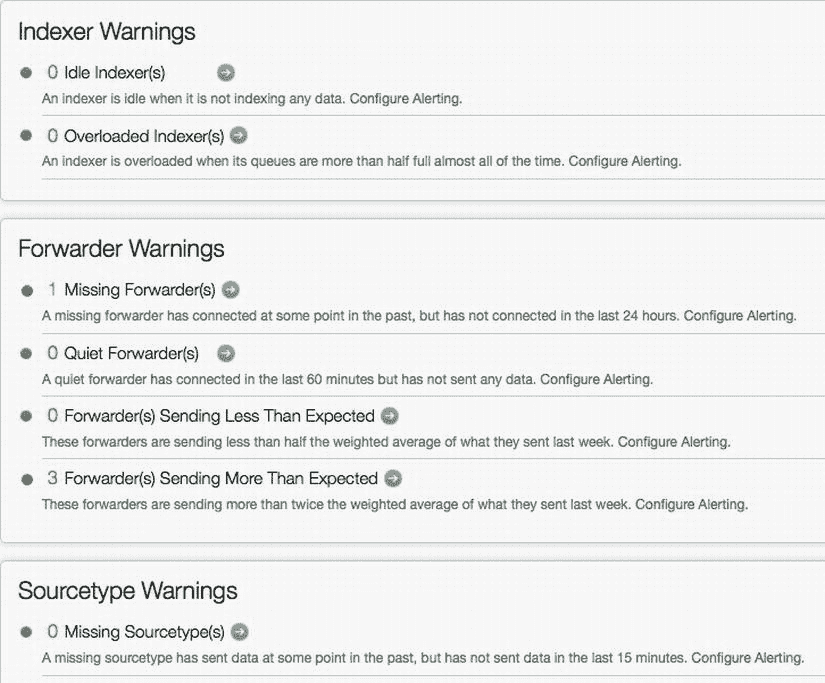 Indexer Warnings
0 Idle Indexer(s)
An indexer is idle when it is not indexing any data. Configure Alerting.
0 Overloaded Indexer(s)
An indexer is overloaded when its queues are more than half full almost all of the time. Configure Alerting.
Forwarder Warnings
1 Missing Forwarder(s)
A missing forwarder has connected at some point in the past, but has not connected in the last 24 hours. Configure Alerting.
0 Quiet Forwarder(s)
A quiet forwarder has connected in the last 60 minutes but has not sent any data. Configure Alerting.
0 Forwarder(s) Sending Less Than Expected
These forwarders are sending less than half the weighted average of what they sent last week. Configure Alerting.
3 Forwarder(s) Sending More Than Expected
These forwarders are sending more than twice the weighted average of what they sent last week. Configure Alerting.
Sourcetype Warnings
0 Missing Sourcetype(s)
A missing sourcetype has sent data at some point in the past, but has not sent data in the last 15 minutes. Configure Alerting.